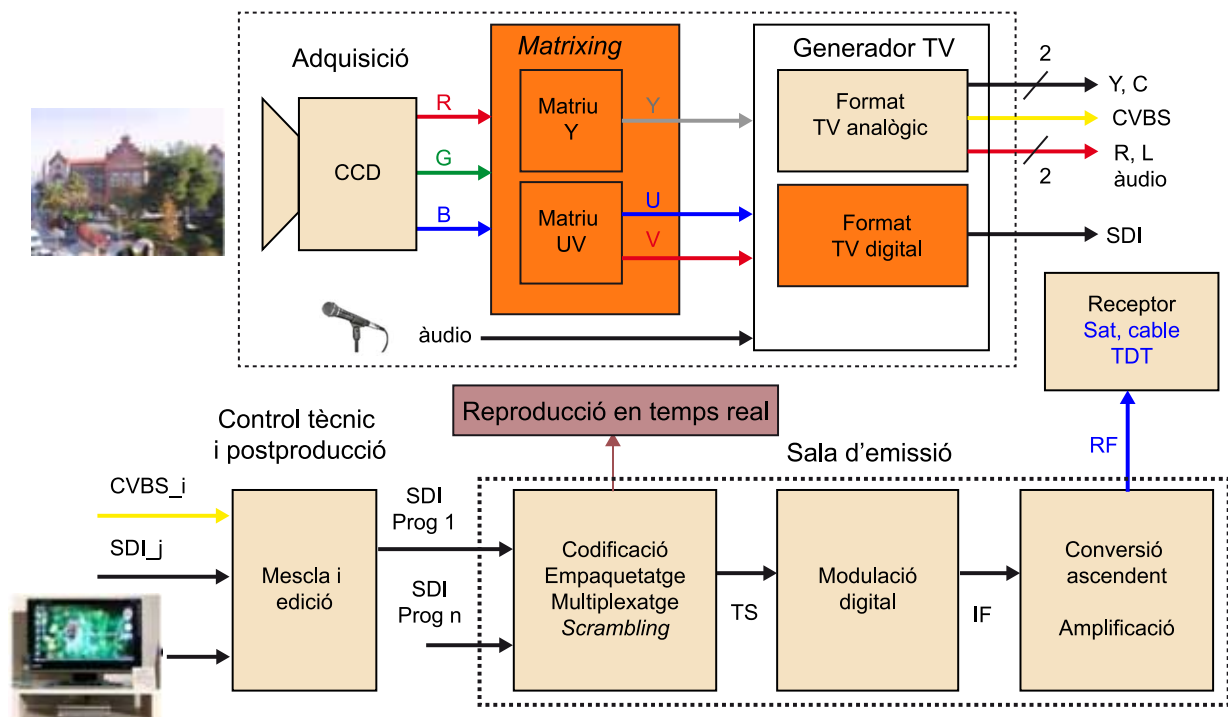 Adquisició
Matrixing
Generador TV
CCD
R
G
B
Matriu
Y
Matriu
UV
Y
U
V
Format
TV analògic
Format
TV digital
2
Y, C
CVBS
R, L
àudio
2
SDI
àudio
Receptor
Sat, cable
TDT
Reproducció en temps real
Control tècnic
i postproducció
Sala d'emissió
RF
CVBS_i
SDI_j
Mescla i
edició
SDI
Prog 1
SDI
Prog n
Codificació
Empaquetatge
Multiplexatge
Scrambling
TS
Modulació
digital
IF
Conversió
ascendent
Amplificació